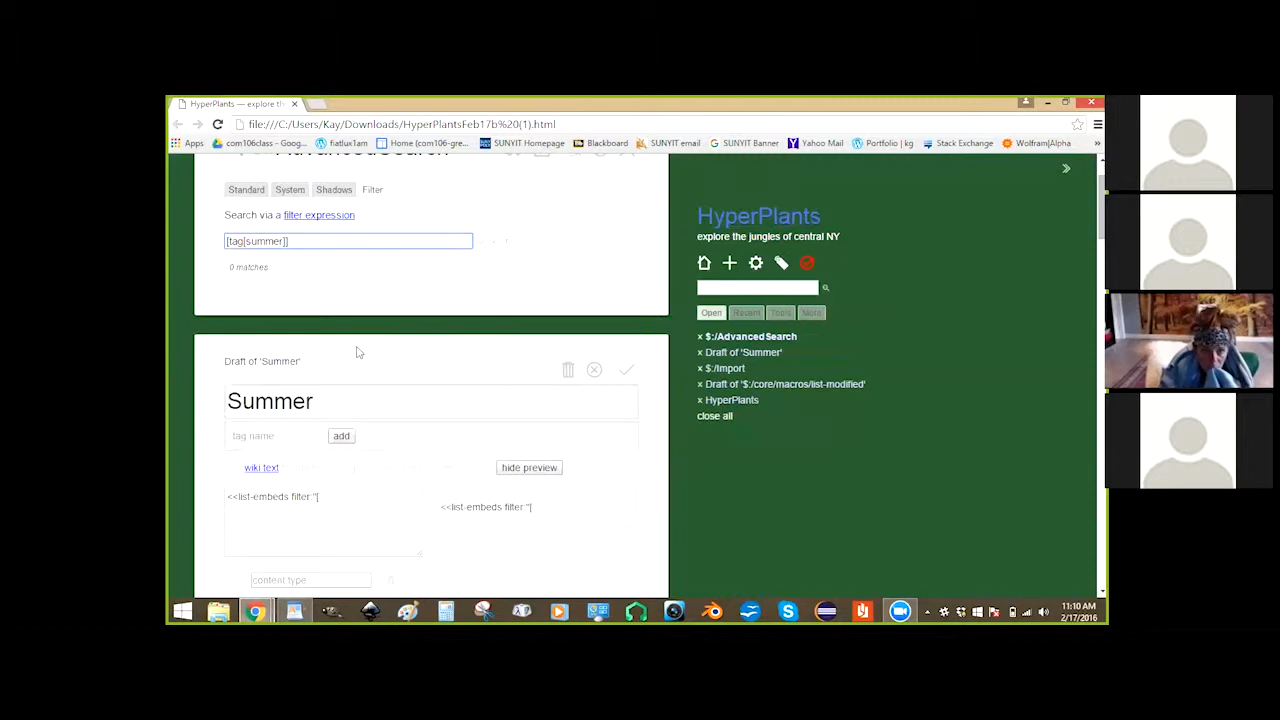 HyperPlants — explore th
file:///C:/Users/Kay/Downloads/HyperPlantsFeb17b%20(1).html
Apps com106class - Goog... fiatlux1am Home (com106-gre... SUNYIT Homepage Blackboard SUNYIT email SUNYIT Banner Yahoo Mail Portfolio | kg Stack Exchange Wolfram|Alpha
AdvancedSearch
Standard System Shadows Filter
Search via a filter expression
[tag[summer]]
0 matches
Draft of 'Summer'
Summer
tag name add
wiki text hide preview
<<list-embeds filter:"[
<<list-embeds filter:"[
content type
HyperPlants
explore the jungles of central NY
Open Recent Tools More
x $:/AdvancedSearch
x Draft of 'Summer'
x $:/Import
x Draft of '$:/core/macros/list-modified'
x HyperPlants
close all
11:10 AM
2/17/2016